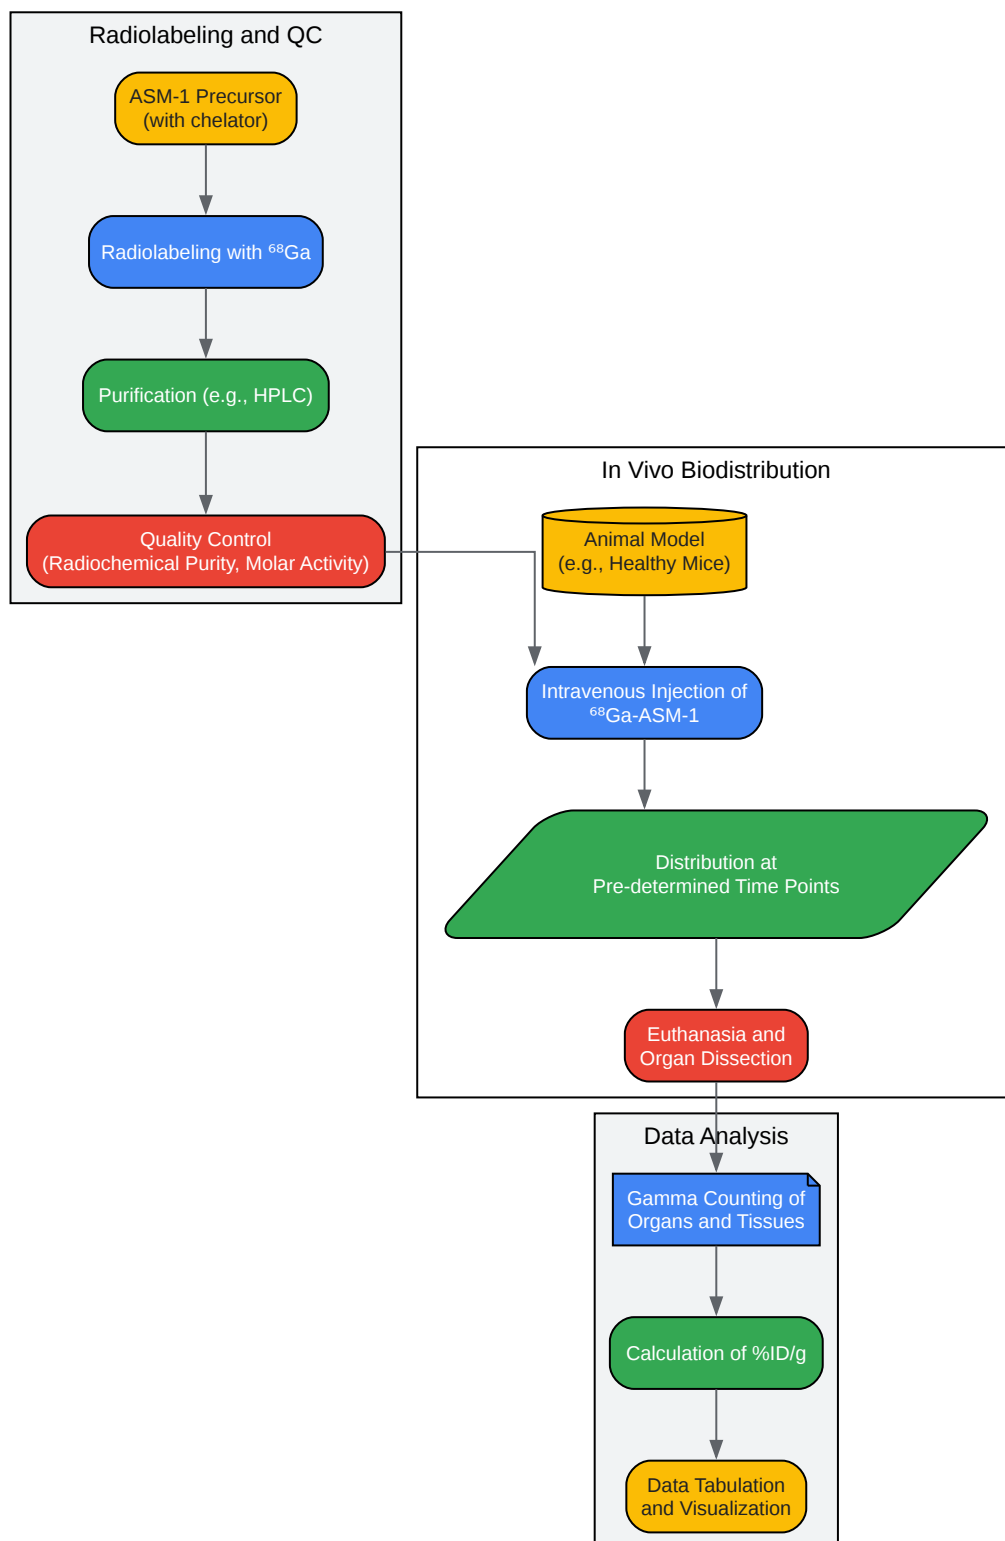 Radiolabeling and QC
ASM-1 Precursor
(with chelator)
Radiolabeling with ⁶⁸Ga
Purification (e.g., HPLC)
Quality Control
(Radiochemical Purity, Molar Activity)
In Vivo Biodistribution
Animal Model
(e.g., Healthy Mice)
Intravenous Injection of
⁶⁸Ga-ASM-1
Distribution at
Pre-determined Time Points
Euthanasia and
Organ Dissection
Data Analysis
Gamma Counting of
Organs and Tissues
Calculation of %ID/g
Data Tabulation
and Visualization